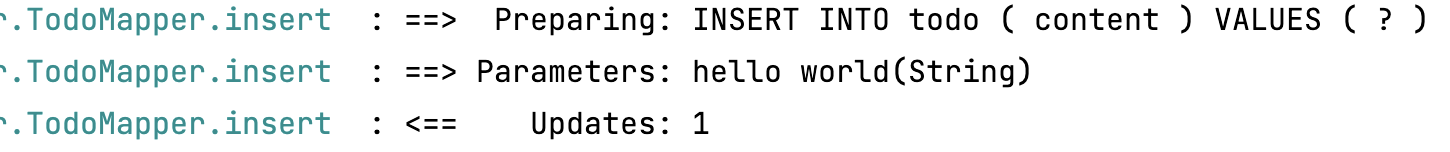 r.TodoMapper.insert  : ==>  Preparing: INSERT INTO todo ( content ) VALUES ( ? )
r.TodoMapper.insert  : ==> Parameters: hello world(String)
r.TodoMapper.insert  : <==    Updates: 1